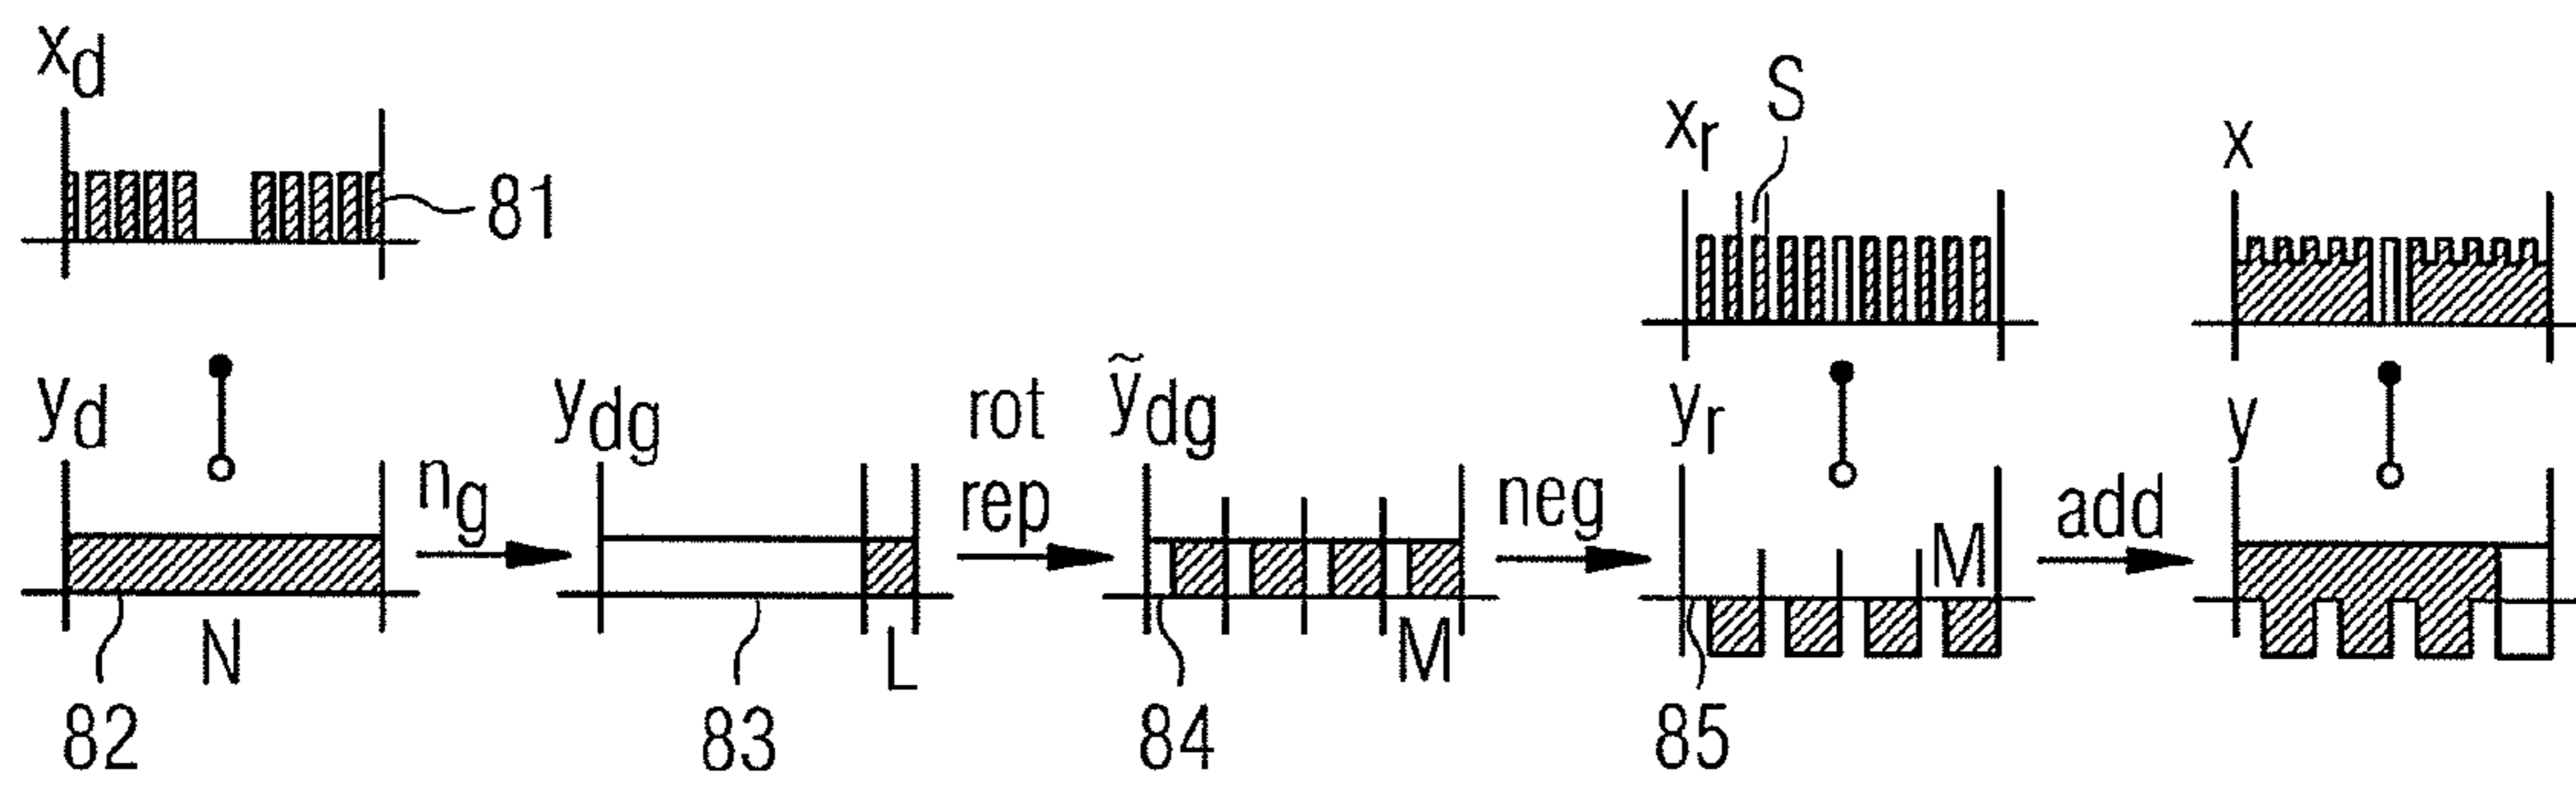 x_d
81
S
x_r
x
y_d
n_g
y_dg
rot
rep
ỹ_dg
neg
y_r
M
add
y
N
L
M
82
83
84
85